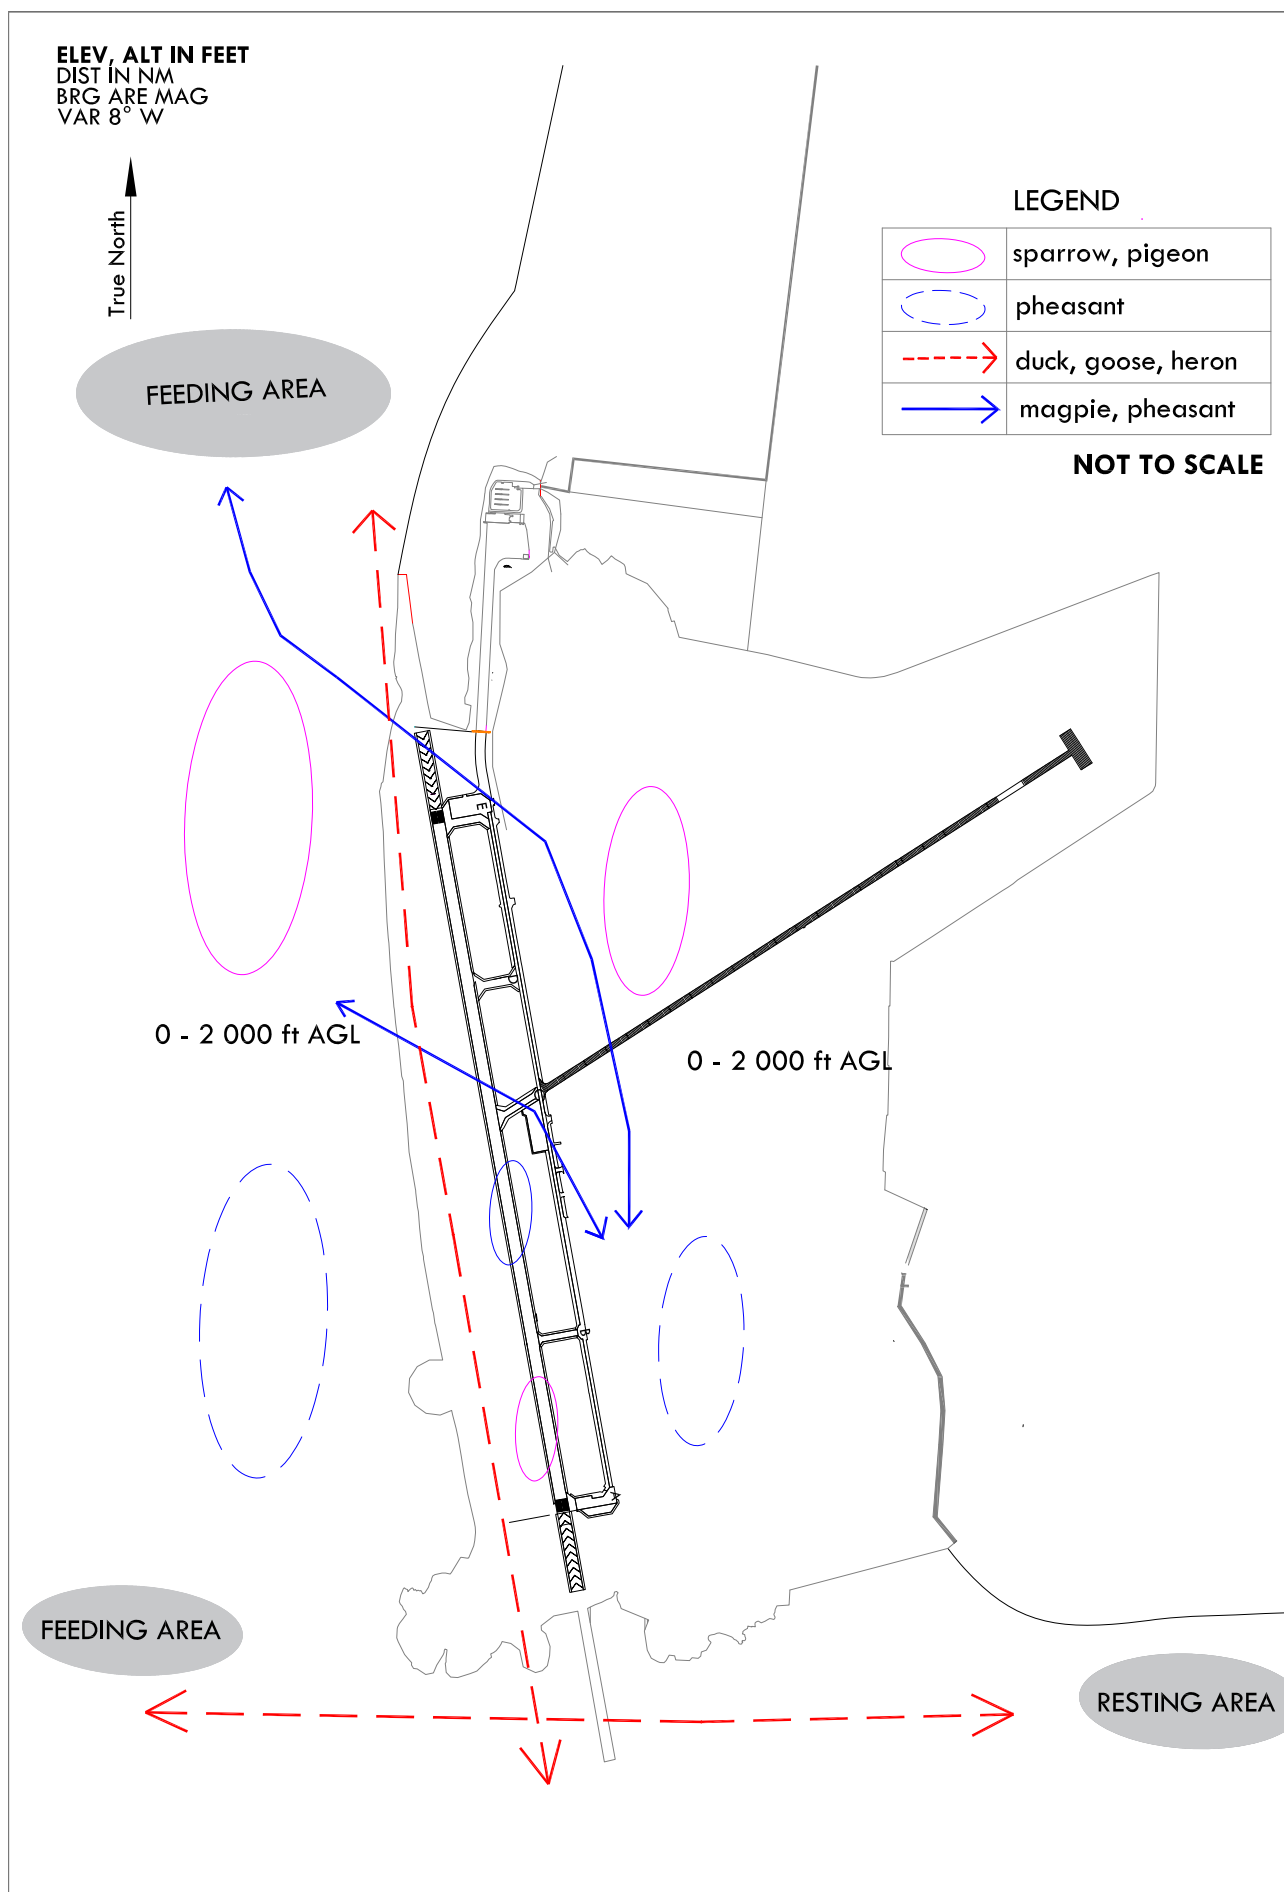 ELEV, ALT IN FEET
DIST IN NM
BRG ARE MAG
VAR 8° W
True North
LEGEND
sparrow, pigeon
pheasant
duck, goose, heron
magpie, pheasant
NOT TO SCALE
FEEDING AREA
E
D
0 - 2 000 ft AGL
0 - 2 000 ft AGL
C
B
A
FEEDING AREA
RESTING AREA